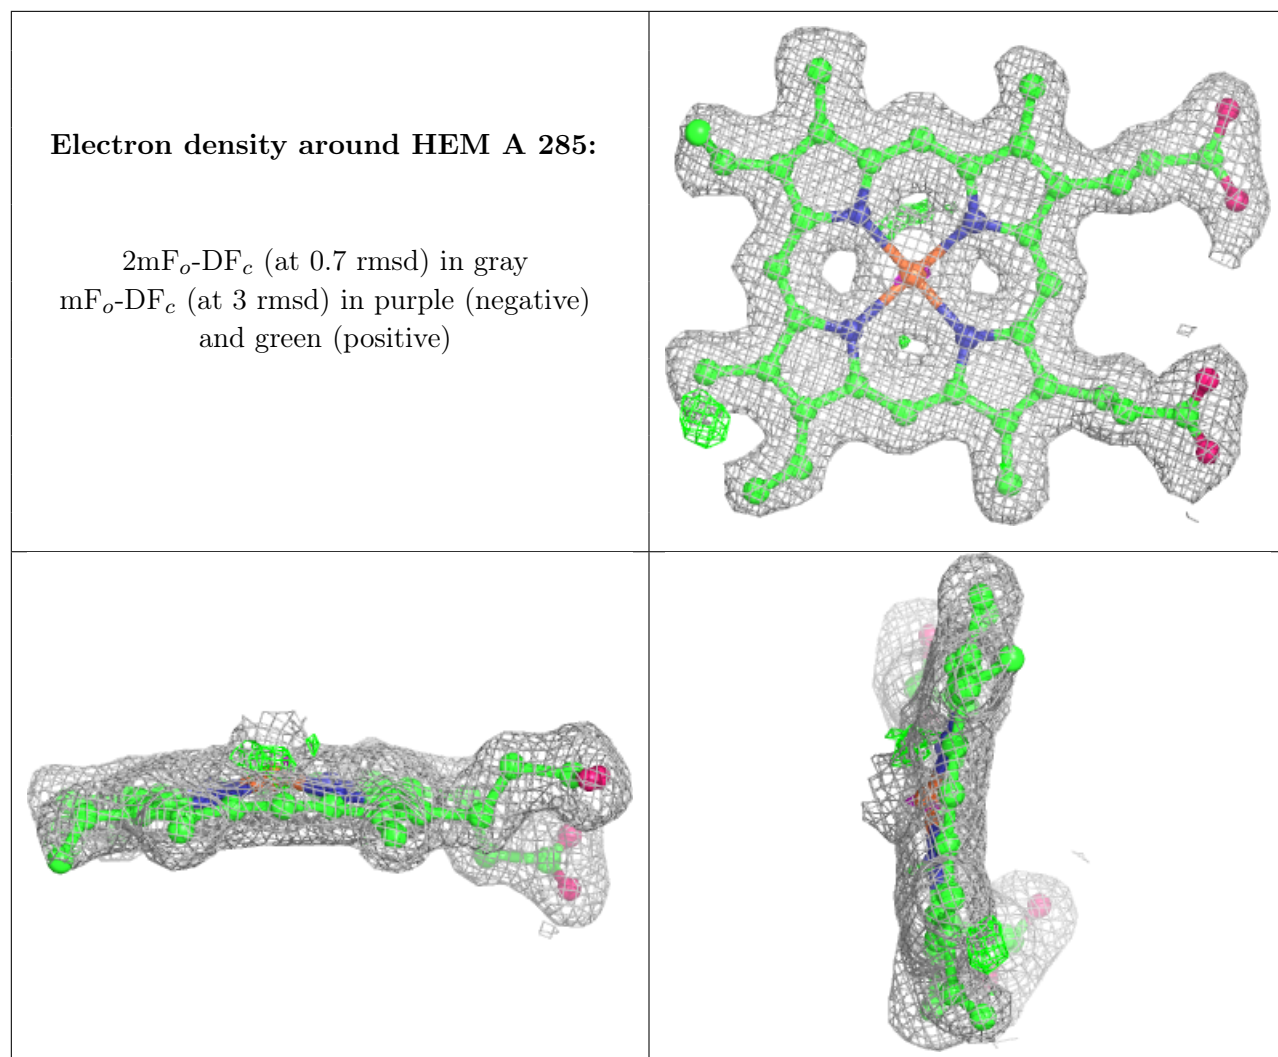 Electron density around HEM A 285:
2mFo-DFc (at 0.7 rmsd) in gray
mFo-DFc (at 3 rmsd) in purple (negative)
and green (positive)